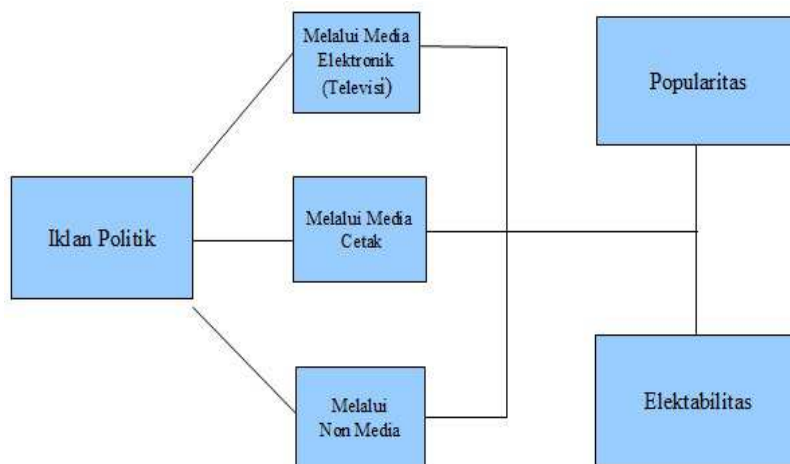 Melalui Media
Elektronik
(Televisi)
Popularitas
Iklan Politik
Melalui Media
Cetak
Melalui
Non Media
Elektabilitas